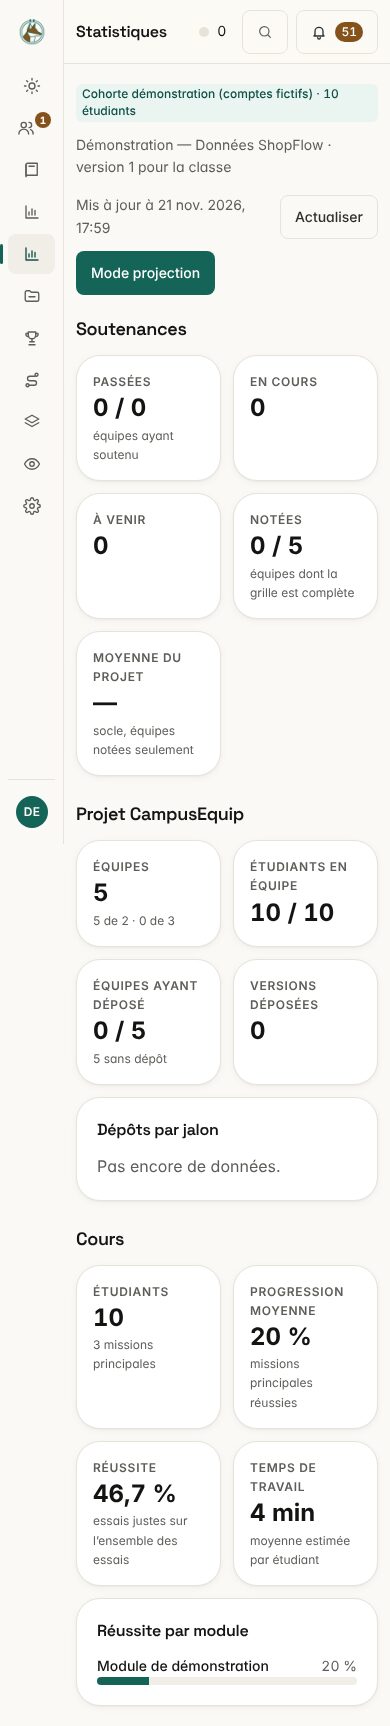 Statistiques
0
51
1
Cohorte démonstration (comptes fictifs) · 10
étudiants
Démonstration — Données ShopFlow ·
version 1 pour la classe
Mis à jour à 21 nov. 2026,
17:59
Actualiser
Mode projection
Soutenances
PASSÉES
0 / 0
équipes ayant
soutenu
EN COURS
0
À VENIR
0
NOTÉES
0 / 5
équipes dont la
grille est complète
MOYENNE DU
PROJET
—
socle, équipes
notées seulement
DE
Projet CampusEquip
ÉQUIPES
5
5 de 2 · 0 de 3
ÉTUDIANTS EN
ÉQUIPE
10 / 10
ÉQUIPES AYANT
DÉPOSÉ
0 / 5
5 sans dépôt
VERSIONS
DÉPOSÉES
0
Dépôts par jalon
Pas encore de données.
Cours
ÉTUDIANTS
10
3 missions
principales
PROGRESSION
MOYENNE
20 %
missions
principales
réussies
RÉUSSITE
46,7 %
essais justes sur
l'ensemble des
essais
TEMPS DE
TRAVAIL
4 min
moyenne estimée
par étudiant
Réussite par module
Module de démonstration 20 %